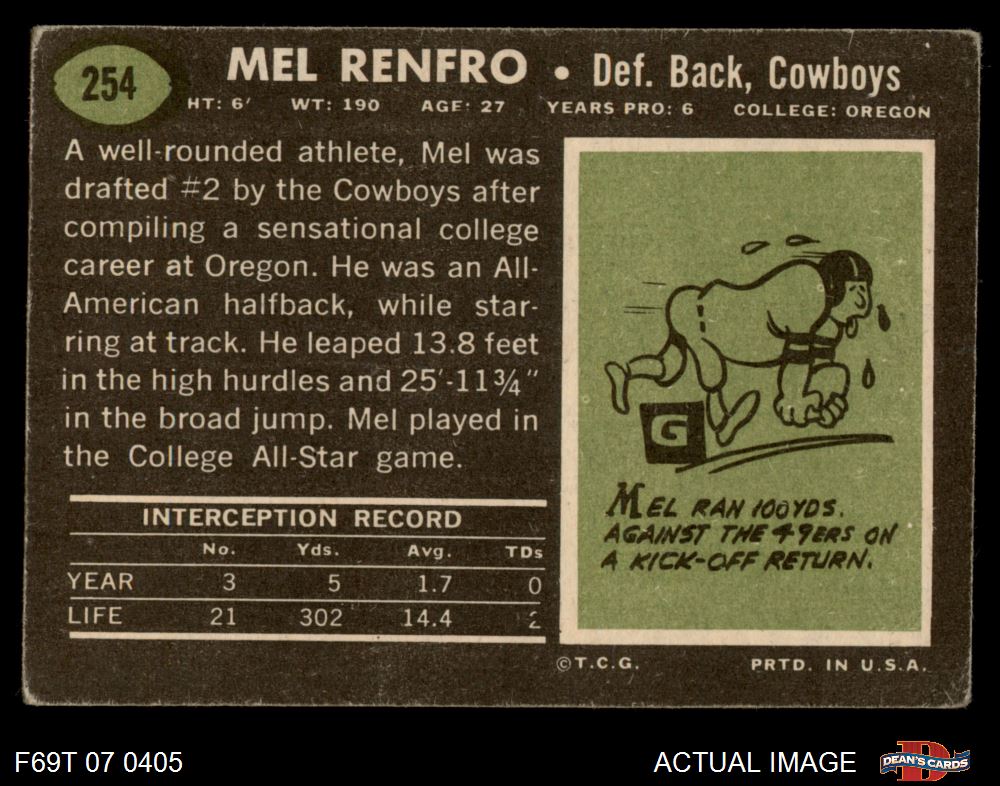 254
MEL RENFRO • Def. Back, Cowboys
HT: 6′ WT: 190 AGE: 27 YEARS PRO: 6 COLLEGE: OREGON
A well-rounded athlete, Mel was
drafted #2 by the Cowboys after
compiling a sensational college
career at Oregon. He was an All-
American halfback, while star-
ring at track. He leaped 13.8 feet
in the high hurdles and 25′-11¾″
in the broad jump. Mel played in
the College All-Star game.
INTERCEPTION RECORD
No. Yds. Avg. TDs
YEAR 3 5 1.7 0
LIFE 21 302 14.4 2
G
MEL RAN 100 YDS.
AGAINST THE 49ERS ON
A KICK-OFF RETURN.
©T.C.G. PRTD. IN U.S.A.
F69T 07 0405
ACTUAL IMAGE
D
DEAN'S CARDS